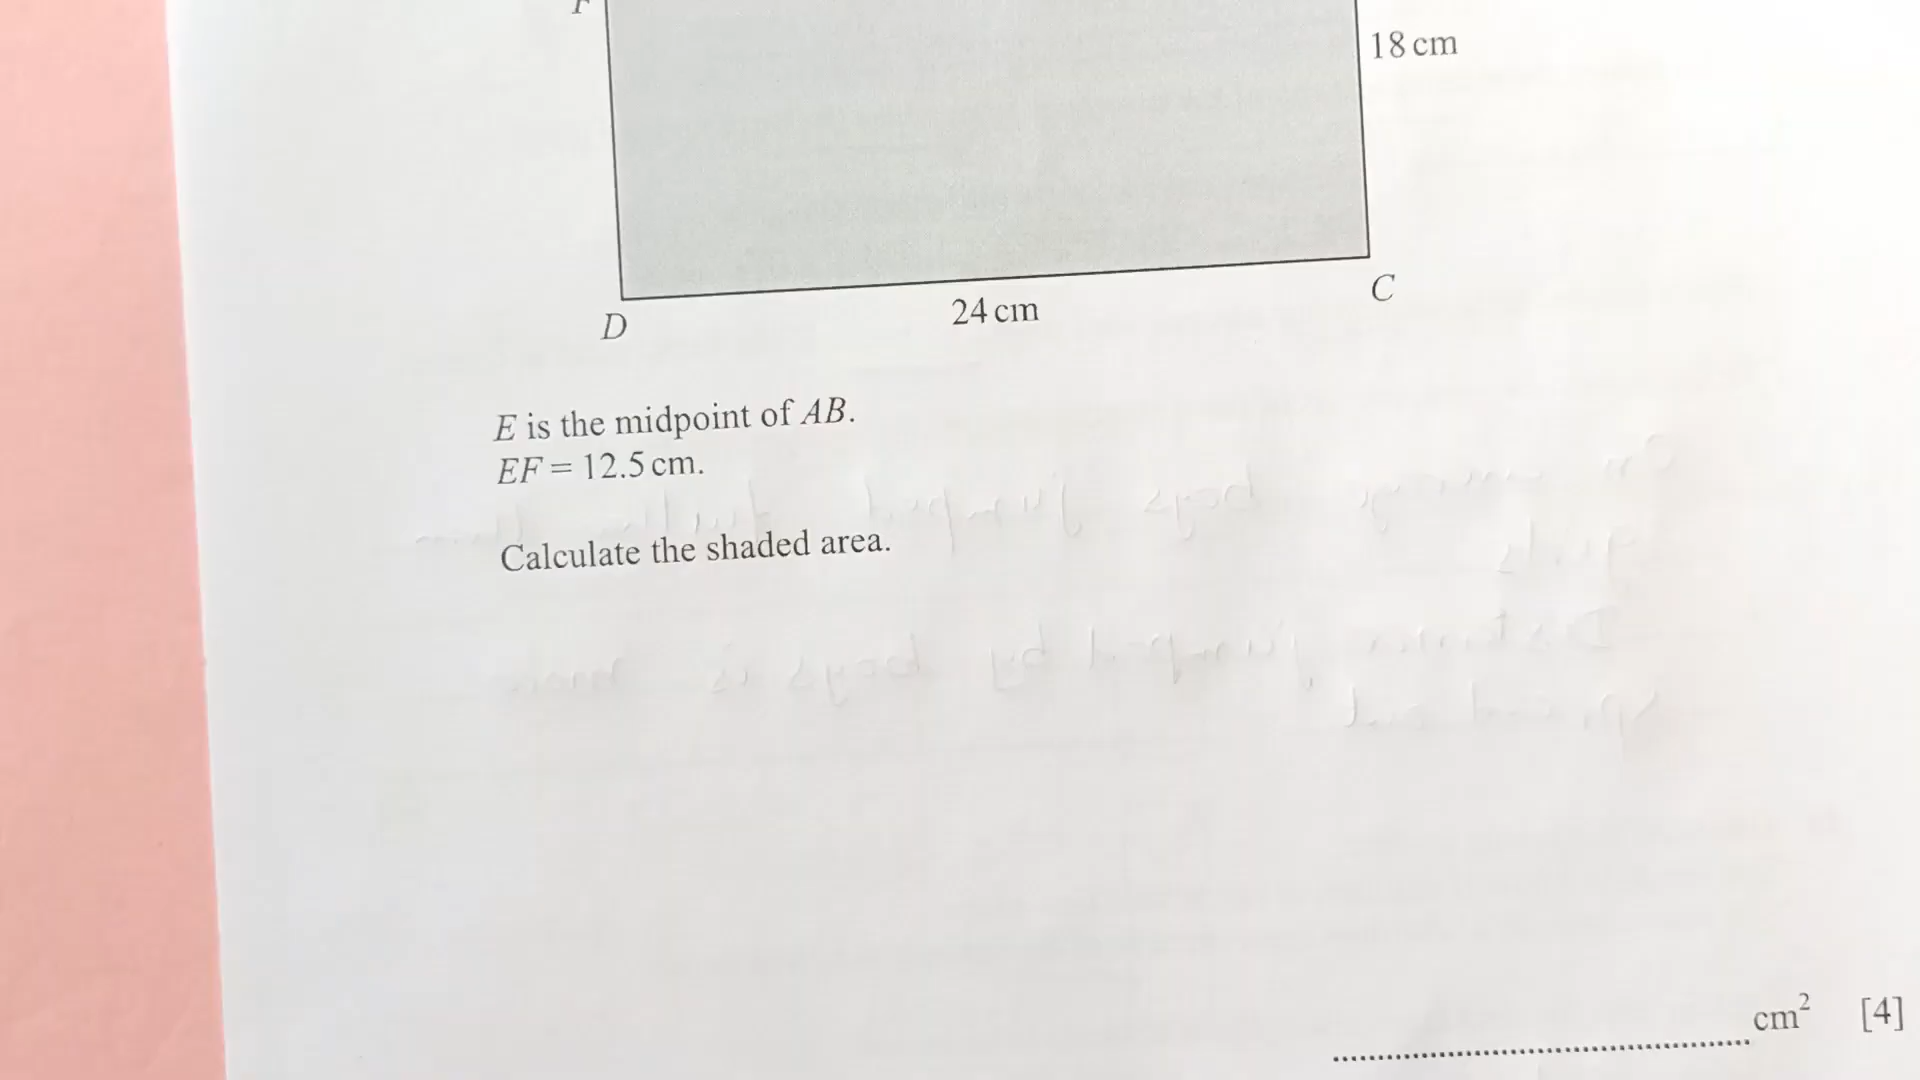 18 cm
D
24 cm
C
E is the midpoint of AB.
EF = 12.5 cm.
Calculate the shaded area.
cm² [4]